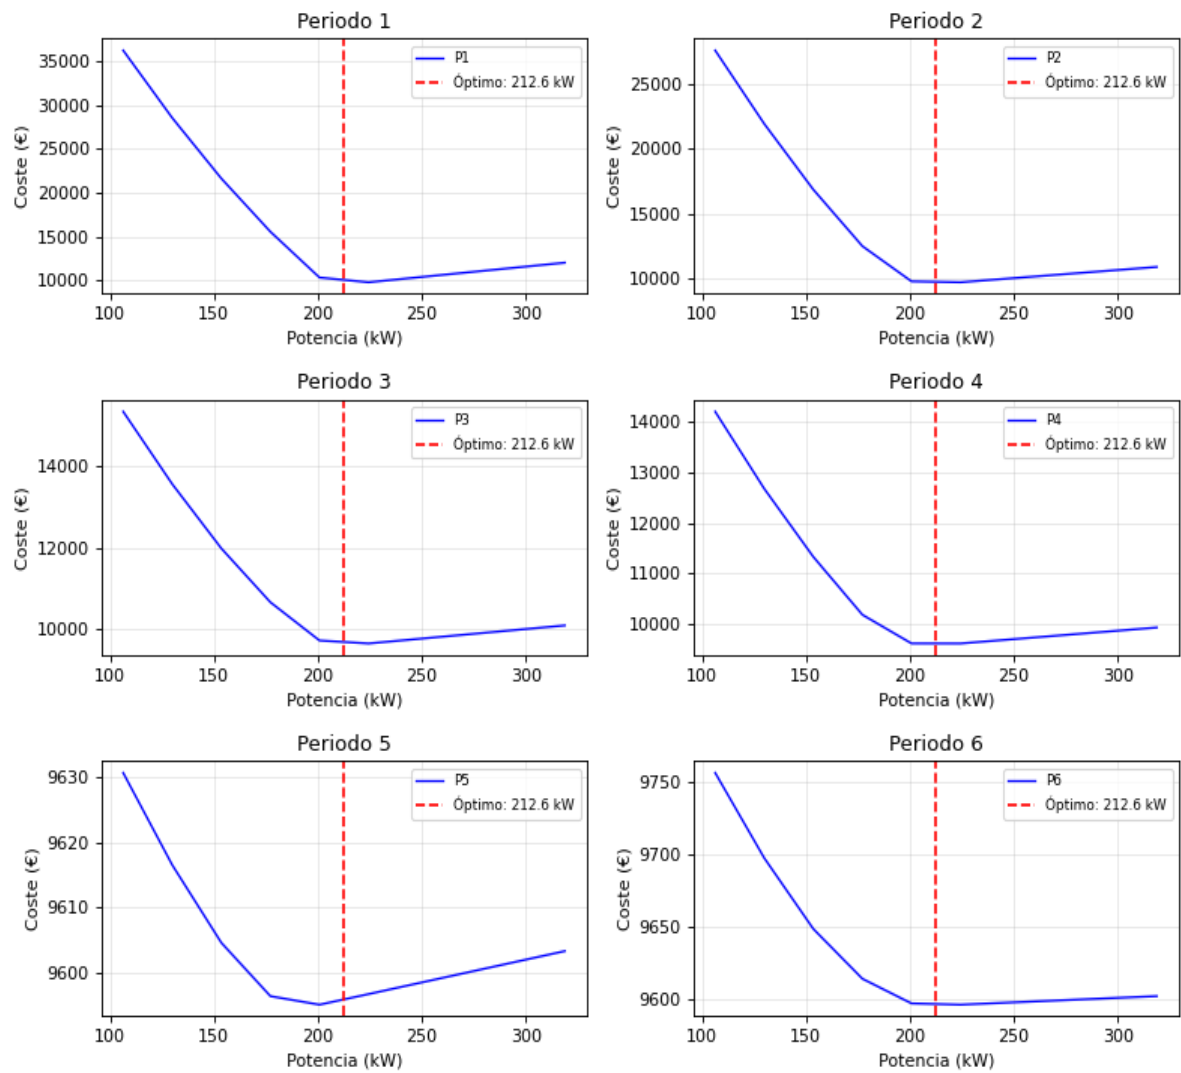 Periodo 1
35000
30000
25000
20000
15000
10000
100 150 200 250 300
Coste (€)
Potencia (kW)
P1
Óptimo: 212.6 kW
Periodo 2
25000
20000
15000
10000
100 150 200 250 300
Coste (€)
Potencia (kW)
P2
Óptimo: 212.6 kW
Periodo 3
14000
12000
10000
100 150 200 250 300
Coste (€)
Potencia (kW)
P3
Óptimo: 212.6 kW
Periodo 4
14000
13000
12000
11000
10000
100 150 200 250 300
Coste (€)
Potencia (kW)
P4
Óptimo: 212.6 kW
Periodo 5
9630
9620
9610
9600
100 150 200 250 300
Coste (€)
Potencia (kW)
P5
Óptimo: 212.6 kW
Periodo 6
9750
9700
9650
9600
100 150 200 250 300
Coste (€)
Potencia (kW)
P6
Óptimo: 212.6 kW